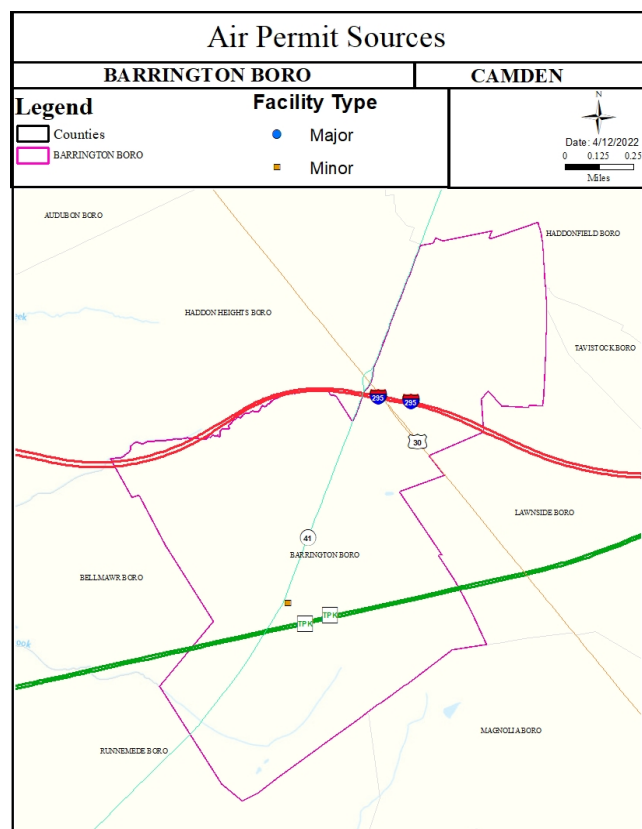 Air Permit Sources
BARRINGTON BORO
CAMDEN
Legend
Counties
BARRINGTON BORO
Facility Type
Major
Minor
N
Date: 4/12/2022
0 0.125 0.25
Miles
AUDUBON BORO
HADDONFIELD BORO
HADDON HEIGHTS BORO
TAVISTOCK BORO
295
295
30
LAWNSIDE BORO
41
BARRINGTON BORO
BELLMAWR BORO
TPK
TPK
ook
MAGNOLIA BORO
RUNNEMEDE BORO